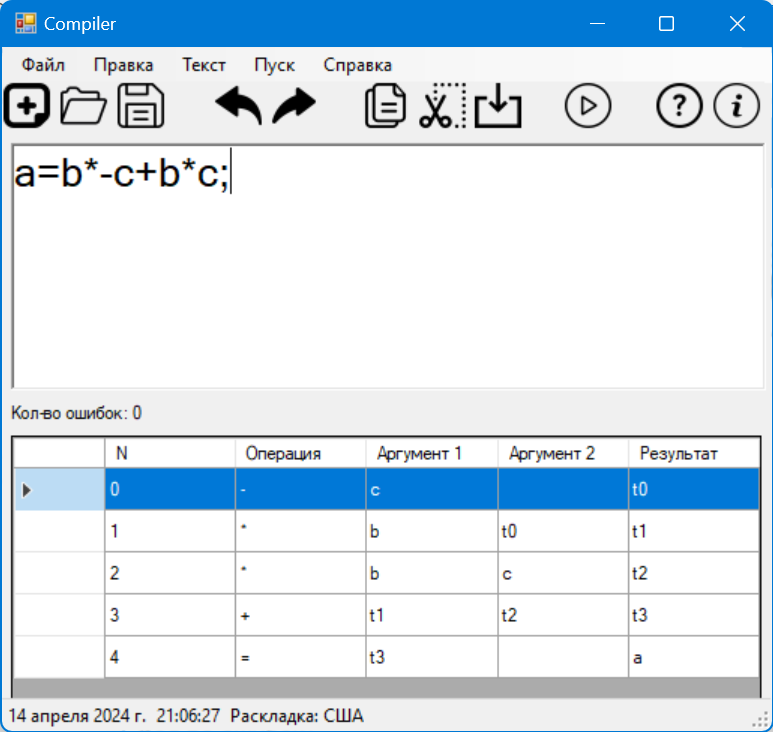 Compiler
Файл Правка Текст Пуск Справка
a=b*-c+b*c;
Кол-во ошибок: 0
N Операция Аргумент 1 Аргумент 2 Результат
0 - c t0
1 * b t0 t1
2 * b c t2
3 + t1 t2 t3
4 = t3 a
14 апреля 2024 г. 21:06:27 Раскладка: США